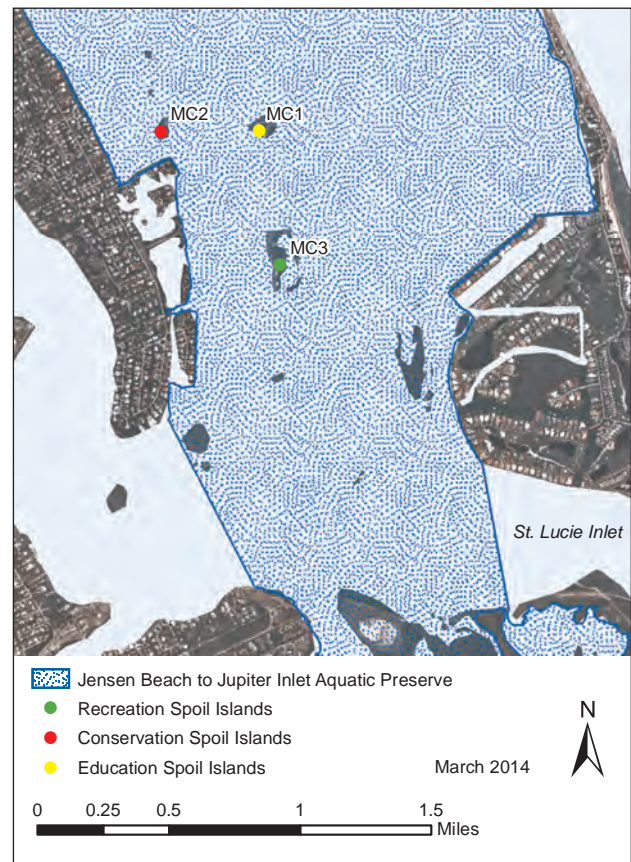 MC2
MC1
MC3
St. Lucie Inlet
Jensen Beach to Jupiter Inlet Aquatic Preserve
Recreation Spoil Islands
Conservation Spoil Islands
Education Spoil Islands
March 2014
N
0 0.25 0.5 1 1.5
Miles